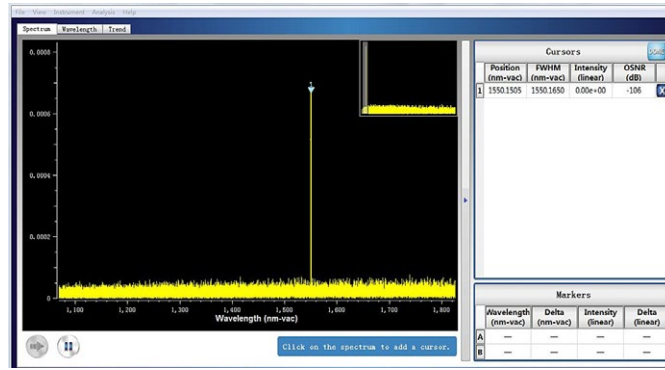 File View Instrument Analysis Help
Spectrum Wavelength Trend
0.0008
0.0006
0.0004
0.0002
0
1
1,100 1,200 1,300 1,400 1,500 1,600 1,700 1,800
Wavelength (nm-vac)
Click on the spectrum to add a cursor.
Cursors
Position (nm-vac) FWHM (nm-vac) Intensity (linear) OSNR (dB)
1 1550.1505 1550.1650 0.00e+00 -106 X
Markers
Wavelength (nm-vac) Delta (nm-vac) Intensity (linear) Delta (linear)
A — — — —
B — — — —